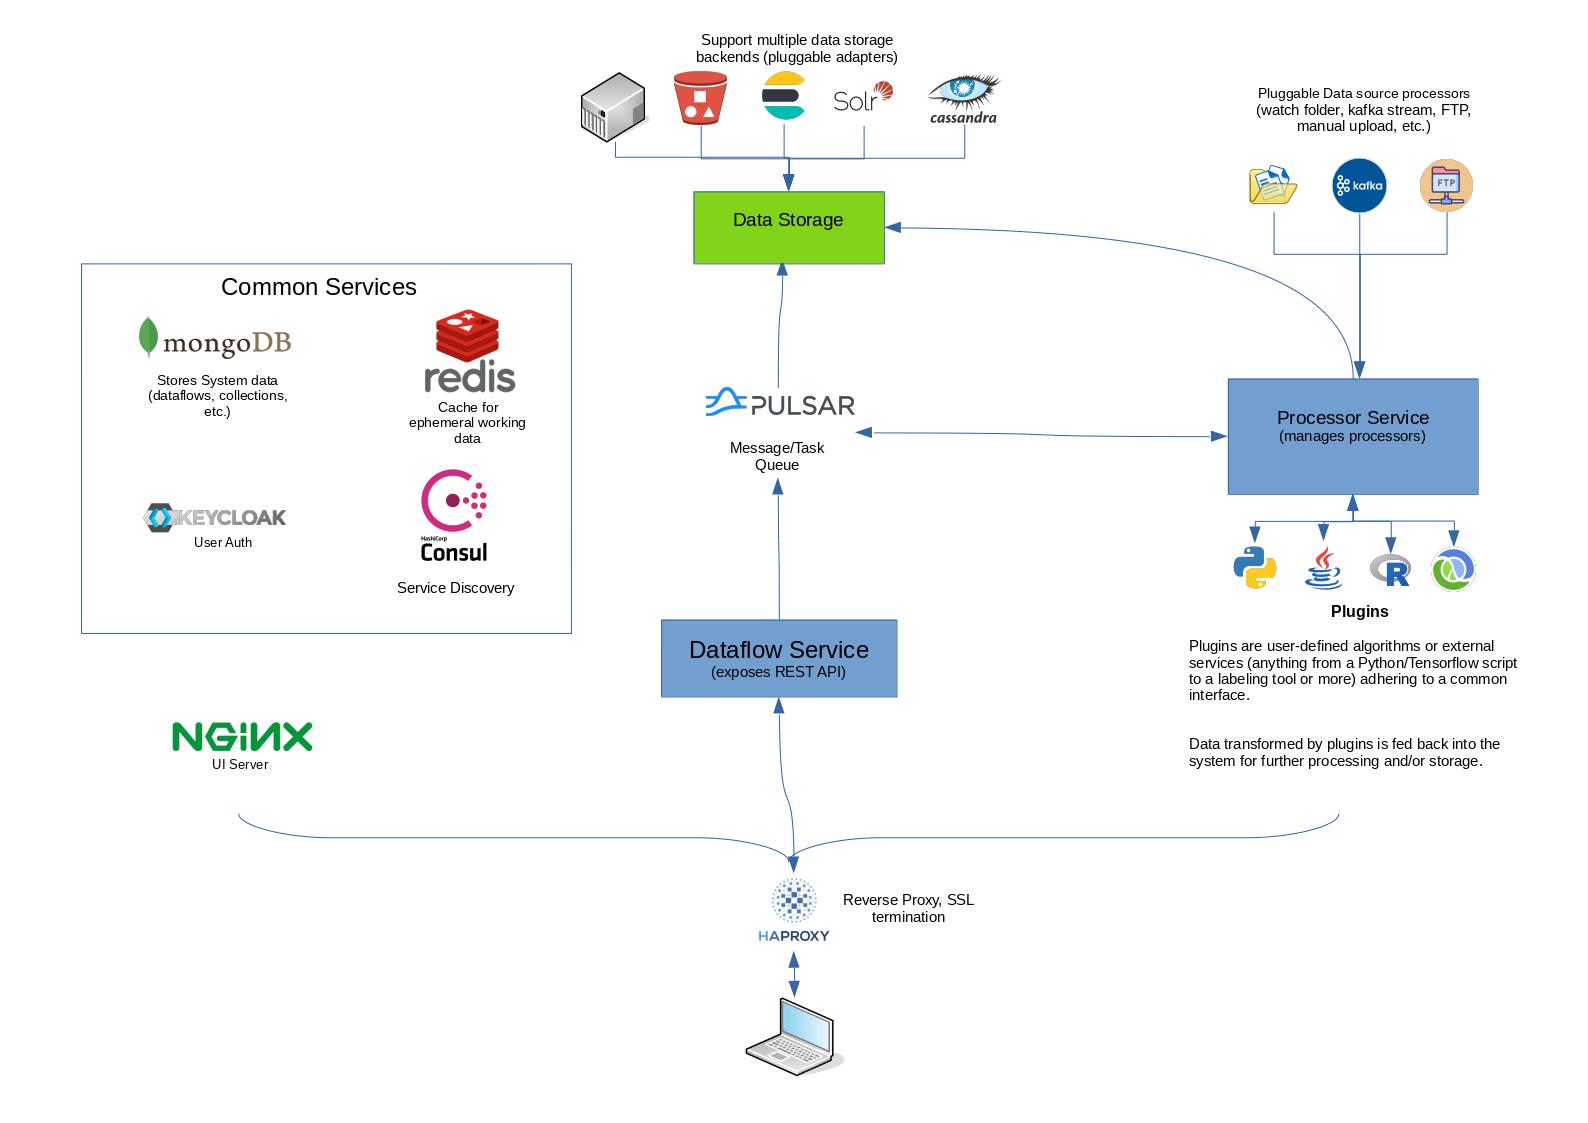 Support multiple data storage
backends (pluggable adapters)
Solr
cassandra
Pluggable Data source processors
(watch folder, kafka stream, FTP,
manual upload, etc.)
kafka
FTP
Data Storage
Common Services
mongoDB
Stores System data
(dataflows, collections,
etc.)
redis
Cache for
ephemeral working
data
KEYCLOAK
User Auth
HashiCorp
Consul
Service Discovery
PULSAR
Message/Task
Queue
Processor Service
(manages processors)
R
Plugins
Plugins are user-defined algorithms or external
services (anything from a Python/Tensorflow script
to a labeling tool or more) adhering to a common
interface.
Data transformed by plugins is fed back into the
system for further processing and/or storage.
Dataflow Service
(exposes REST API)
NGINX
UI Server
HAPROXY
Reverse Proxy, SSL
termination